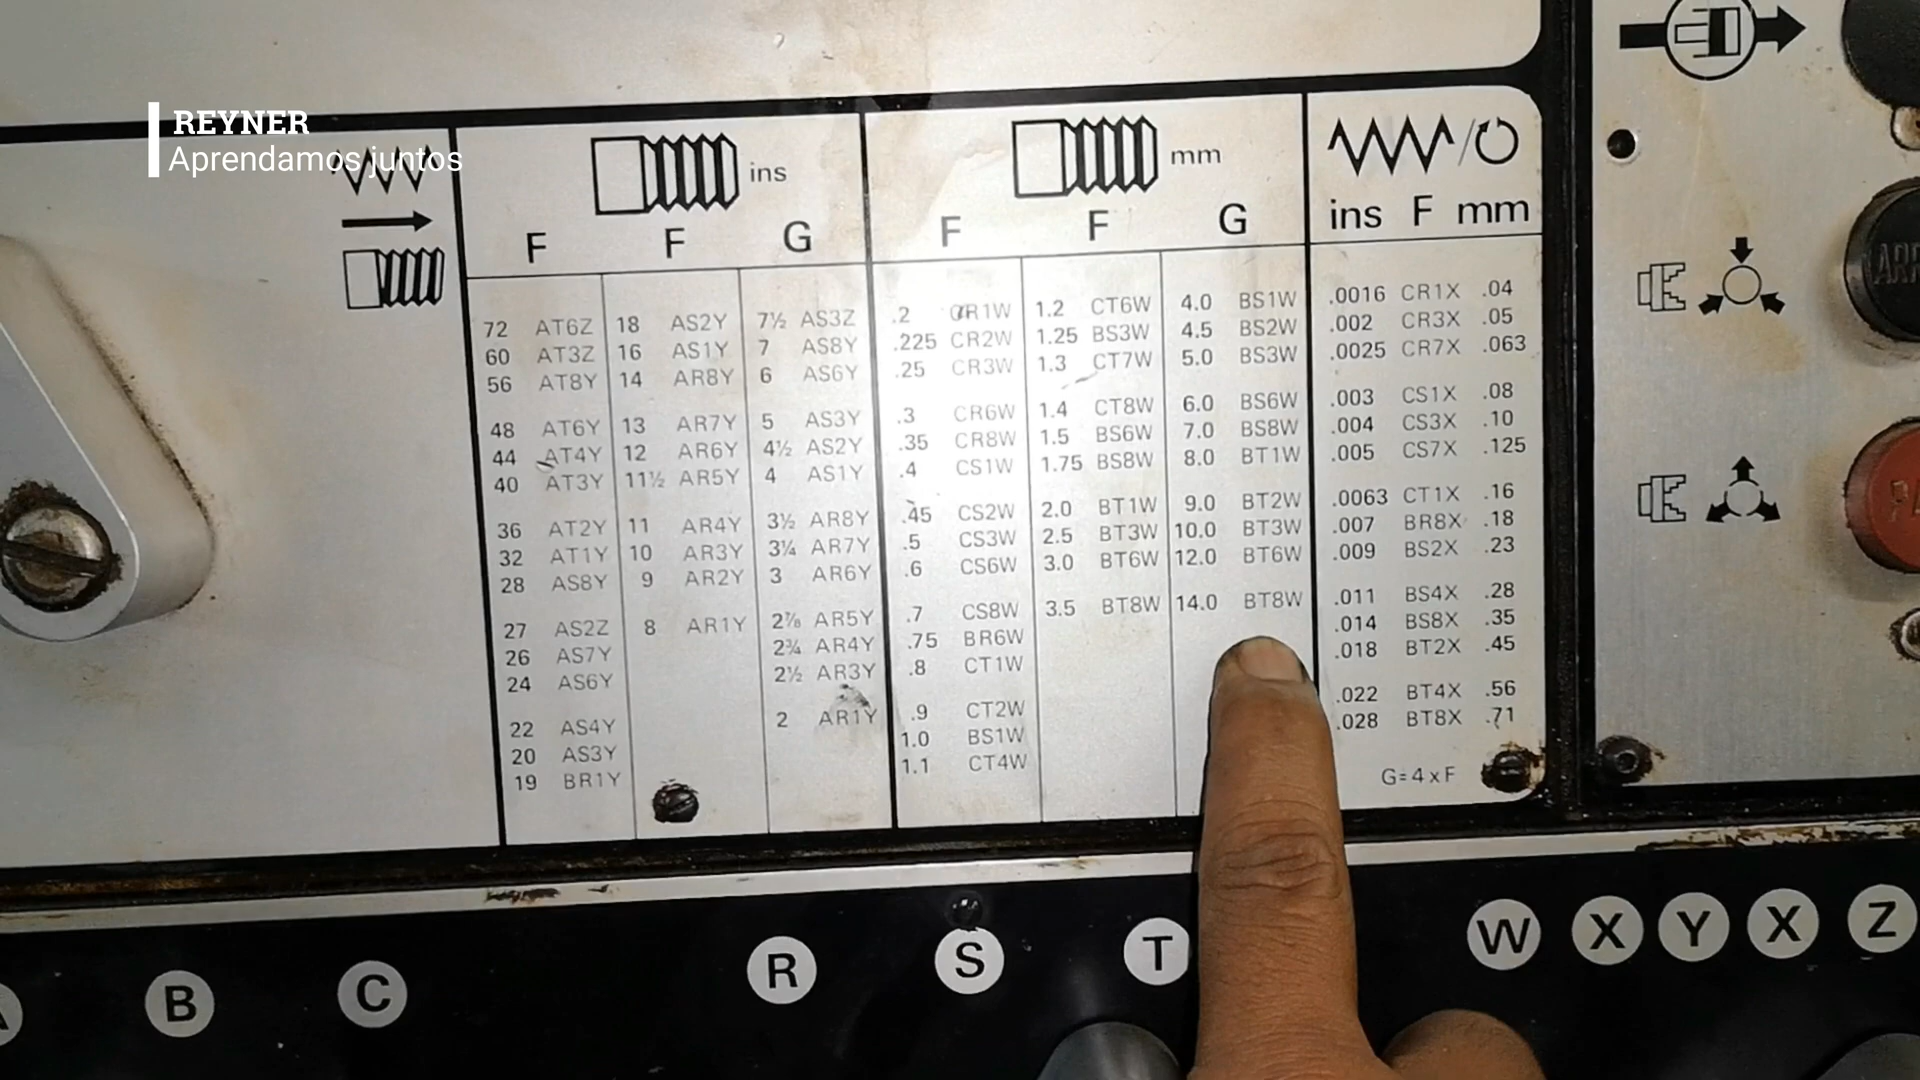 REYNER
Aprendamos juntos
ins
mm
ins F mm
F F G F F G
72 AT6Z 18 AS2Y 7½ AS3Z .2 CR1W 1.2 CT6W 4.0 BS1W .0016 CR1X .04
60 AT3Z 16 AS1Y 7 AS8Y .225 CR2W 1.25 BS3W 4.5 BS2W .002 CR3X .05
56 AT8Y 14 AR8Y 6 AS6Y .25 CR3W 1.3 CT7W 5.0 BS3W .0025 CR7X .063
48 AT6Y 13 AR7Y 5 AS3Y .3 CR6W 1.4 CT8W 6.0 BS6W .003 CS1X .08
44 AT4Y 12 AR6Y 4½ AS2Y .35 CR8W 1.5 BS6W 7.0 BS8W .004 CS3X .10
40 AT3Y 11½ AR5Y 4 AS1Y .4 CS1W 1.75 BS8W 8.0 BT1W .005 CS7X .125
36 AT2Y 11 AR4Y 3½ AR8Y .45 CS2W 2.0 BT1W 9.0 BT2W .0063 CT1X .16
32 AT1Y 10 AR3Y 3¼ AR7Y .5 CS3W 2.5 BT3W 10.0 BT3W .007 BR8X .18
28 AS8Y 9 AR2Y 3 AR6Y .6 CS6W 3.0 BT6W 12.0 BT6W .009 BS2X .23
27 AS2Z 8 AR1Y 2⅞ AR5Y .7 CS8W 3.5 BT8W 14.0 BT8W .011 BS4X .28
26 AS7Y 2¾ AR4Y .75 BR6W .014 BS8X .35
24 AS6Y 2½ AR3Y .8 CT1W .018 BT2X .45
22 AS4Y 2 AR1Y .9 CT2W .022 BT4X .56
20 AS3Y 1.0 BS1W .028 BT8X .71
19 BR1Y 1.1 CT4W
G=4xF
B C R S T W X Y X Z